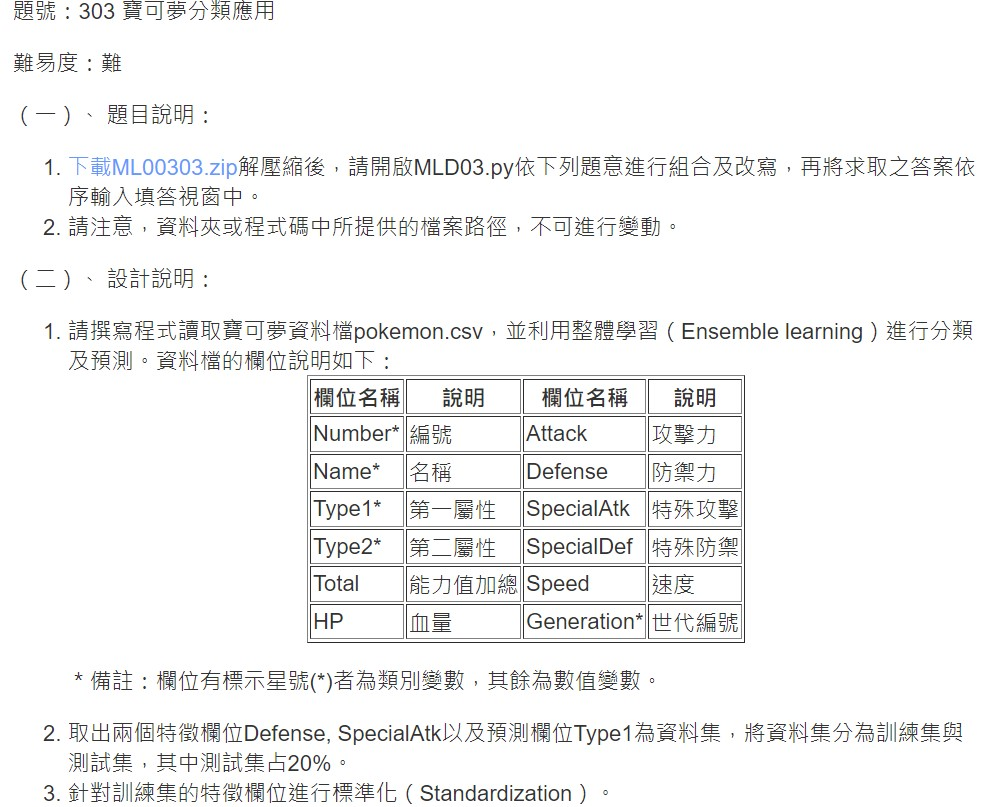 題號：303 寶可夢分類應用
難易度：難
（一）、 題目說明：
1. 下載ML00303.zip解壓縮後，請開啟MLD03.py依下列題意進行組合及改寫，再將求取之答案依
序輸入填答視窗中。
2. 請注意，資料夾或程式碼中所提供的檔案路徑，不可進行變動。
（二）、 設計說明：
1. 請撰寫程式讀取寶可夢資料檔pokemon.csv，並利用整體學習（Ensemble learning）進行分類
及預測。資料檔的欄位說明如下：
欄位名稱 說明 欄位名稱 說明
Number* 編號 Attack 攻擊力
Name* 名稱 Defense 防禦力
Type1* 第一屬性 SpecialAtk 特殊攻擊
Type2* 第二屬性 SpecialDef 特殊防禦
Total 能力值加總 Speed 速度
HP 血量 Generation* 世代編號
* 備註：欄位有標示星號(*)者為類別變數，其餘為數值變數。
2. 取出兩個特徵欄位Defense, SpecialAtk以及預測欄位Type1為資料集，將資料集分為訓練集與
測試集，其中測試集占20%。
3. 針對訓練集的特徵欄位進行標準化（Standardization）。